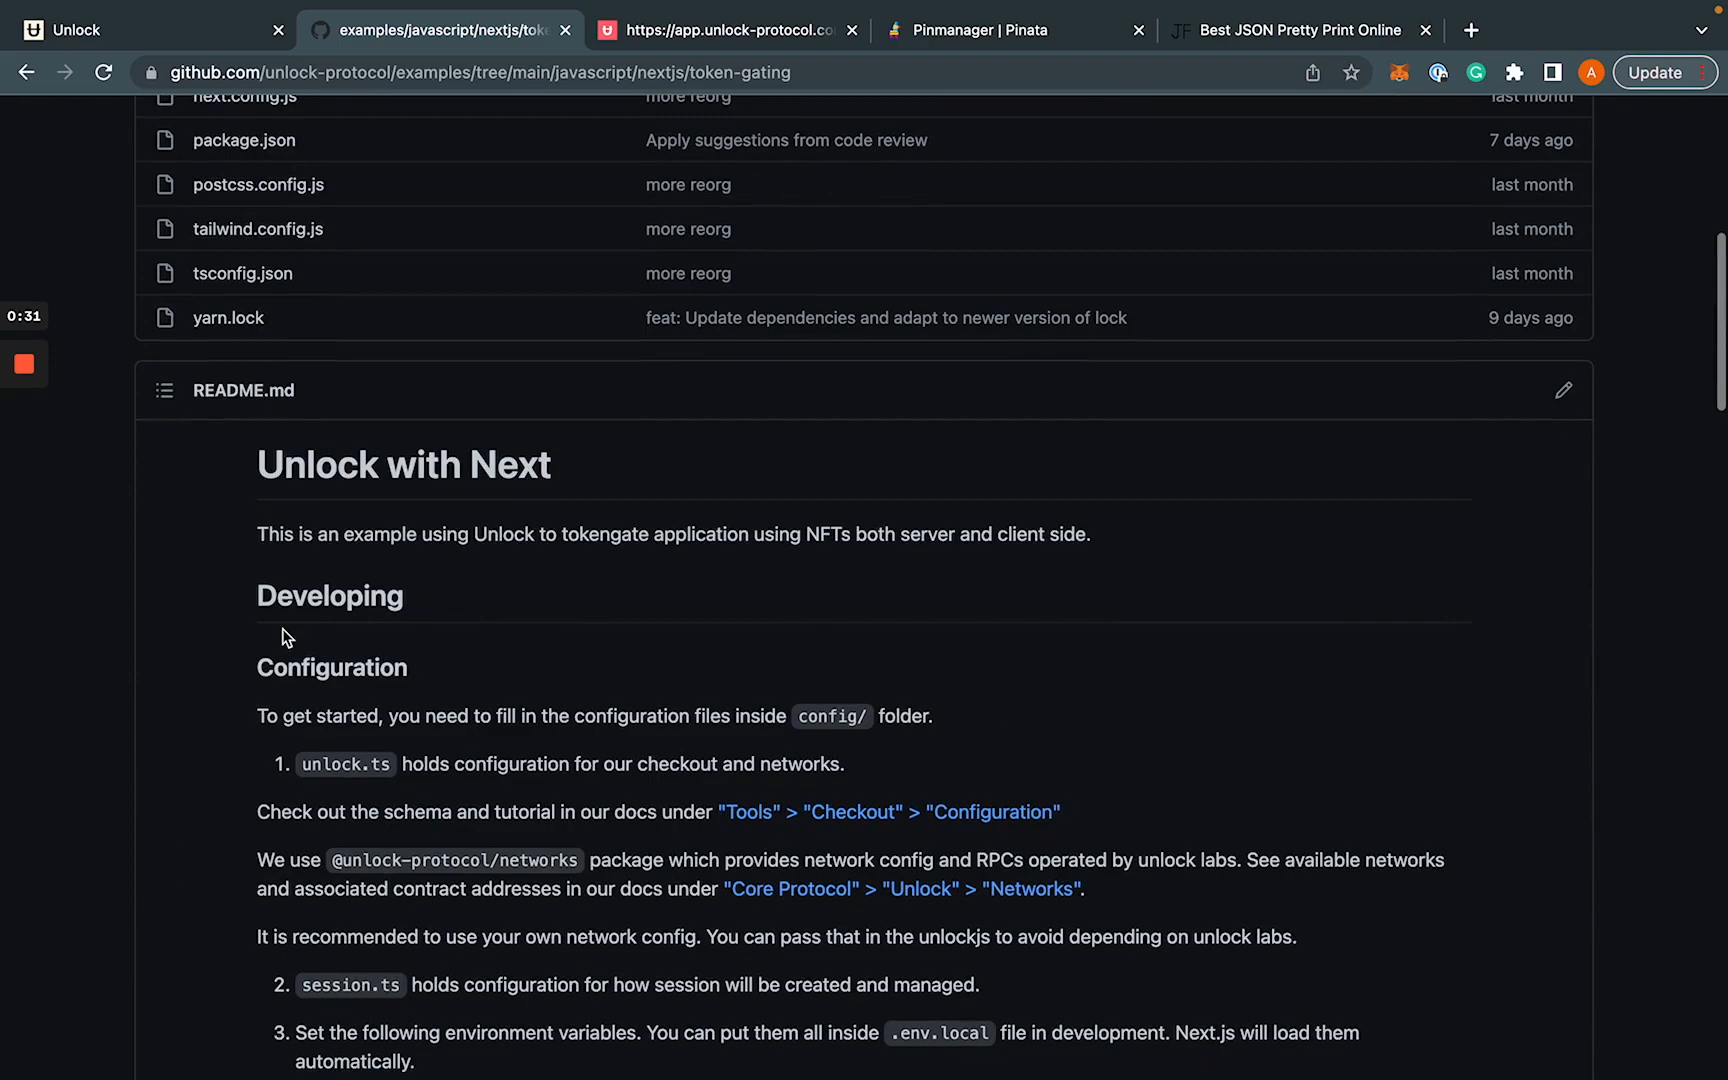 Unlock
examples/javascript/nextjs/tok
https://app.unlock-protocol.co
Pinmanager | Pinata
JF Best JSON Pretty Print Online
github.com/unlock-protocol/examples/tree/main/javascript/nextjs/token-gating
A
Update
next.config.js more reorg last month
package.json Apply suggestions from code review 7 days ago
postcss.config.js more reorg last month
tailwind.config.js more reorg last month
tsconfig.json more reorg last month
0:31
yarn.lock feat: Update dependencies and adapt to newer version of lock 9 days ago
README.md
Unlock with Next
This is an example using Unlock to tokengate application using NFTs both server and client side.
Developing
Configuration
To get started, you need to fill in the configuration files inside config/ folder.
1. unlock.ts holds configuration for our checkout and networks.
Check out the schema and tutorial in our docs under "Tools" > "Checkout" > "Configuration"
We use @unlock-protocol/networks package which provides network config and RPCs operated by unlock labs. See available networks
and associated contract addresses in our docs under "Core Protocol" > "Unlock" > "Networks".
It is recommended to use your own network config. You can pass that in the unlockjs to avoid depending on unlock labs.
2. session.ts holds configuration for how session will be created and managed.
3. Set the following environment variables. You can put them all inside .env.local file in development. Next.js will load them
automatically.